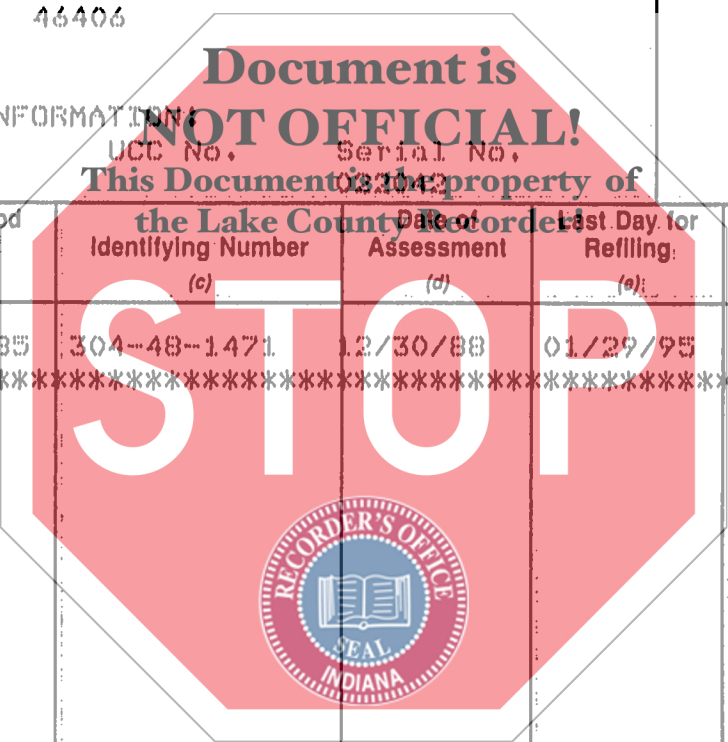 46406
Document is
NFORMATION:
NOT OFFICIAL!
UCC No. Serial No.
This Document is the property of
the Lake County Recorder!
Identifying Number Date of Assessment Last Day for Refiling
(c) (d) (e)
85 304-48-1471 12/30/88 01/29/95
STOP
RECORDER'S OFFICE
SEAL
INDIANA